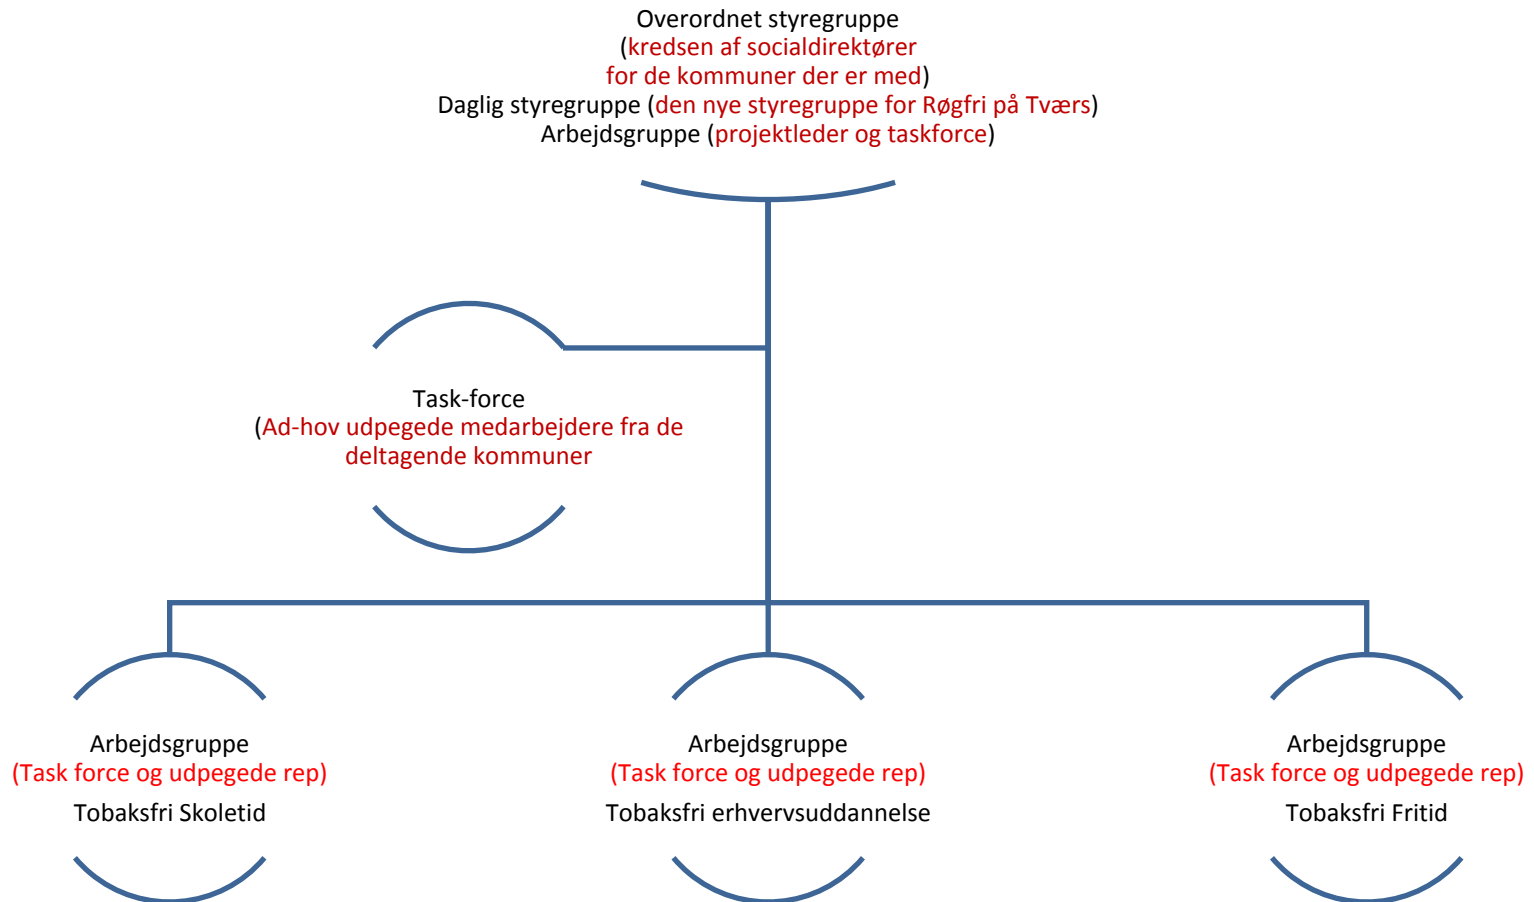 Overordnet styregruppe
(kredsen af socialdirektører
for de kommuner der er med)
Daglig styregruppe (den nye styregruppe for Røgfri på Tværs)
Arbejdsgruppe (projektleder og taskforce)
Task-force
(Ad-hov udpegede medarbejdere fra de
deltagende kommuner
Arbejdsgruppe
(Task force og udpegede rep)
Tobaksfri Skoletid
Arbejdsgruppe
(Task force og udpegede rep)
Tobaksfri erhvervsuddannelse
Arbejdsgruppe
(Task force og udpegede rep)
Tobaksfri Fritid